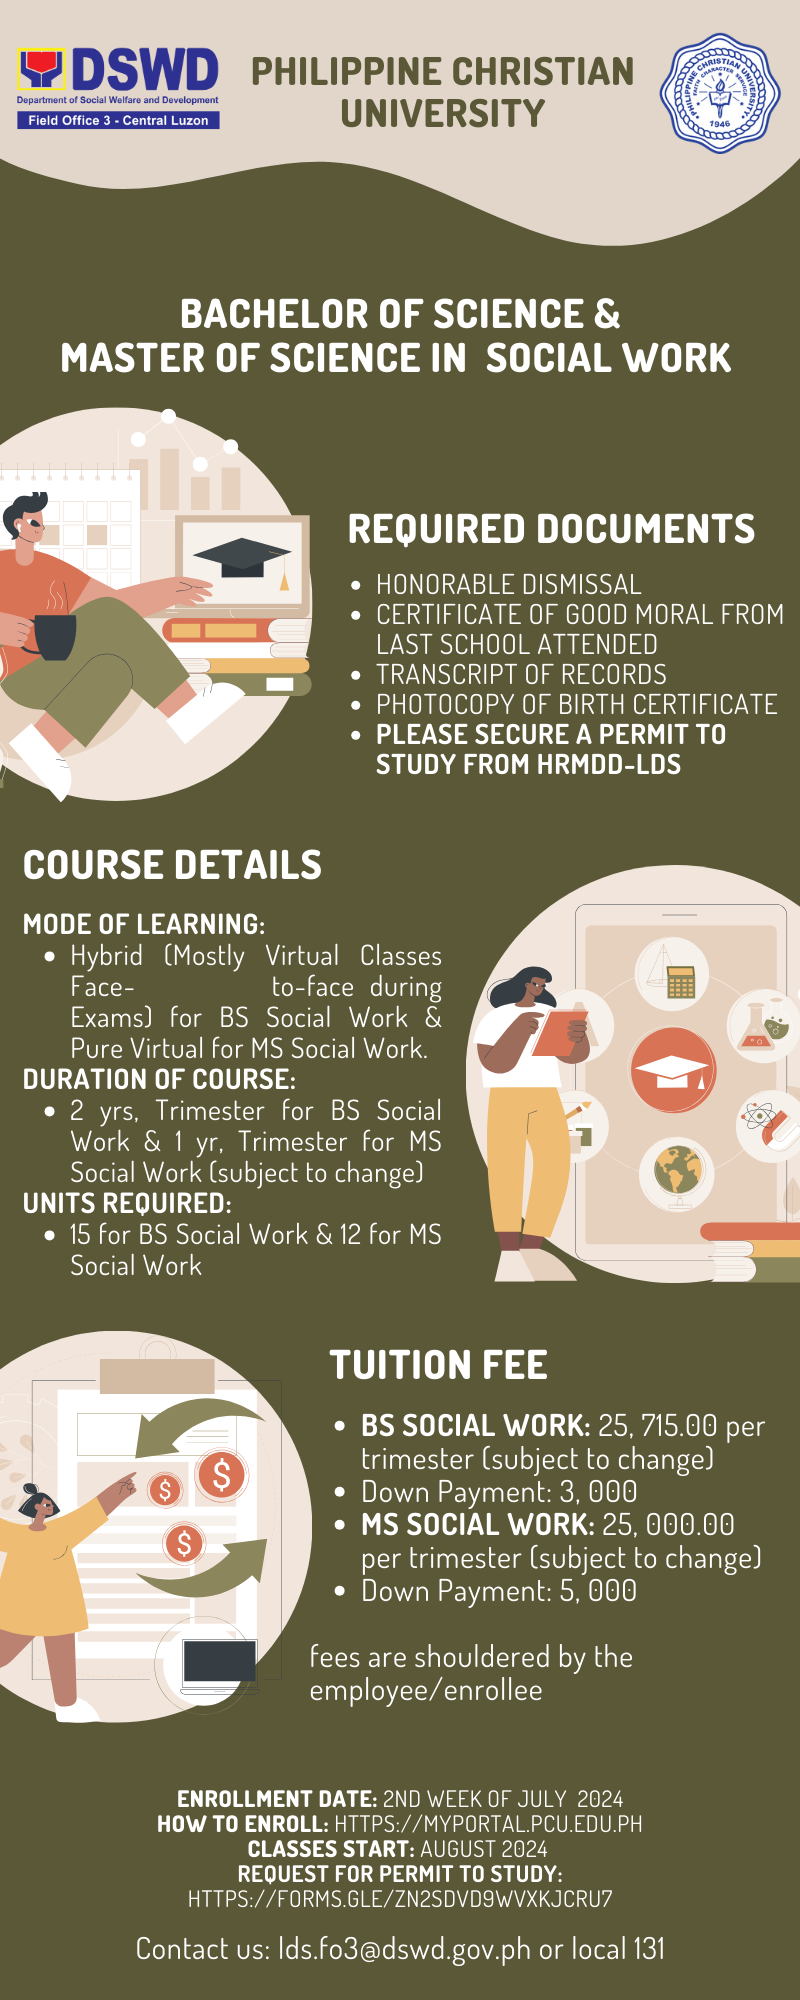 DSWD
Department of Social Welfare and Development
Field Office 3 - Central Luzon
PHILIPPINE CHRISTIAN
UNIVERSITY
PHILIPPINE CHRISTIAN UNIVERSITY
FAITH CHARACTER SERVICE
1946
BACHELOR OF SCIENCE &
MASTER OF SCIENCE IN SOCIAL WORK
REQUIRED DOCUMENTS
• HONORABLE DISMISSAL
• CERTIFICATE OF GOOD MORAL FROM
LAST SCHOOL ATTENDED
• TRANSCRIPT OF RECORDS
• PHOTOCOPY OF BIRTH CERTIFICATE
• PLEASE SECURE A PERMIT TO
STUDY FROM HRMDD-LDS
COURSE DETAILS
MODE OF LEARNING:
• Hybrid (Mostly Virtual Classes
Face- to-face during
Exams) for BS Social Work &
Pure Virtual for MS Social Work.
DURATION OF COURSE:
• 2 yrs, Trimester for BS Social
Work & 1 yr, Trimester for MS
Social Work (subject to change)
UNITS REQUIRED:
• 15 for BS Social Work & 12 for MS
Social Work
TUITION FEE
• BS SOCIAL WORK: 25, 715.00 per
trimester (subject to change)
• Down Payment: 3, 000
• MS SOCIAL WORK: 25, 000.00
per trimester (subject to change)
• Down Payment: 5, 000
$
$
$
fees are shouldered by the
employee/enrollee
ENROLLMENT DATE: 2ND WEEK OF JULY 2024
HOW TO ENROLL: HTTPS://MYPORTAL.PCU.EDU.PH
CLASSES START: AUGUST 2024
REQUEST FOR PERMIT TO STUDY:
HTTPS://FORMS.GLE/ZN2SDVD9WVXKJCRU7
Contact us: lds.fo3@dswd.gov.ph or local 131